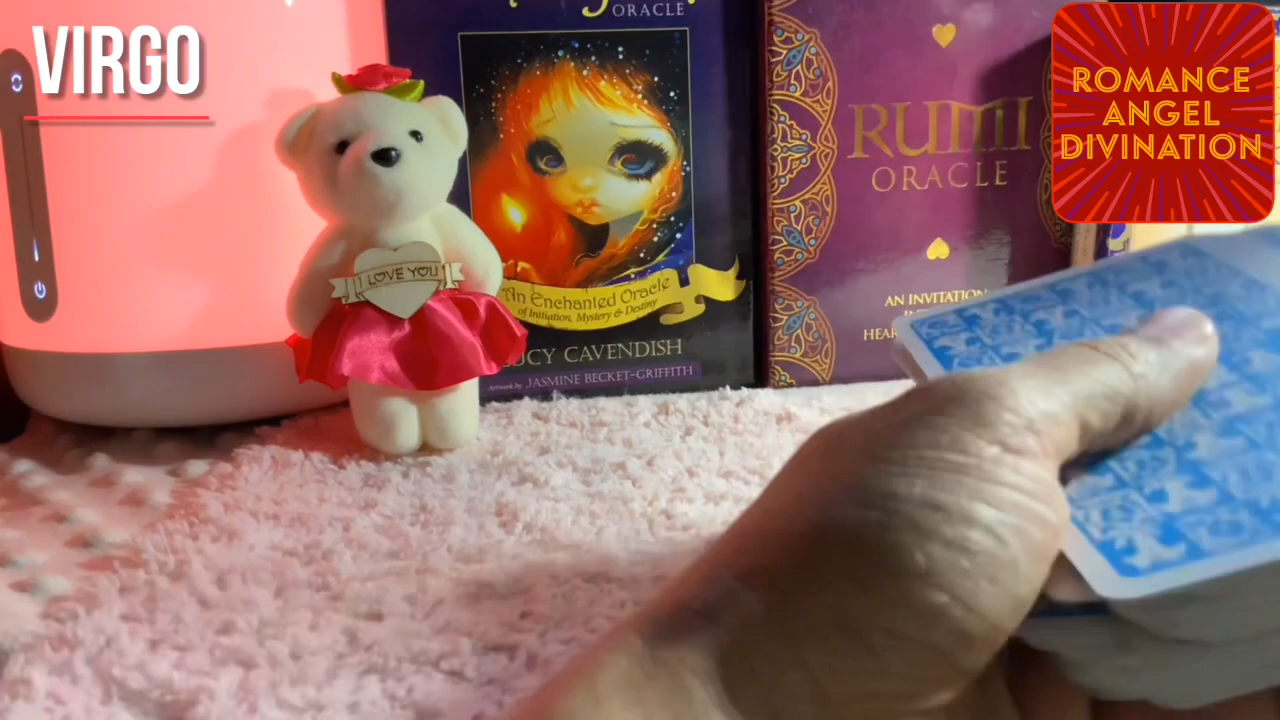 VIRGO
ORACLE
An Enchanted Oracle
of Initiation, Mystery & Destiny
LUCY CAVENDISH
Artwork by JASMINE BECKET-GRIFFITH
I LOVE YOU
RUMI
ORACLE
AN INVITATION
ROMANCE
ANGEL
DIVINATION